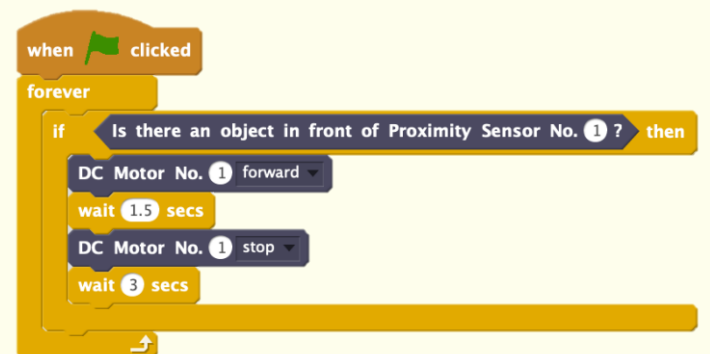 when clicked
forever
if Is there an object in front of Proximity Sensor No. 1 ? then
DC Motor No. 1 forward
wait 1.5 secs
DC Motor No. 1 stop
wait 3 secs